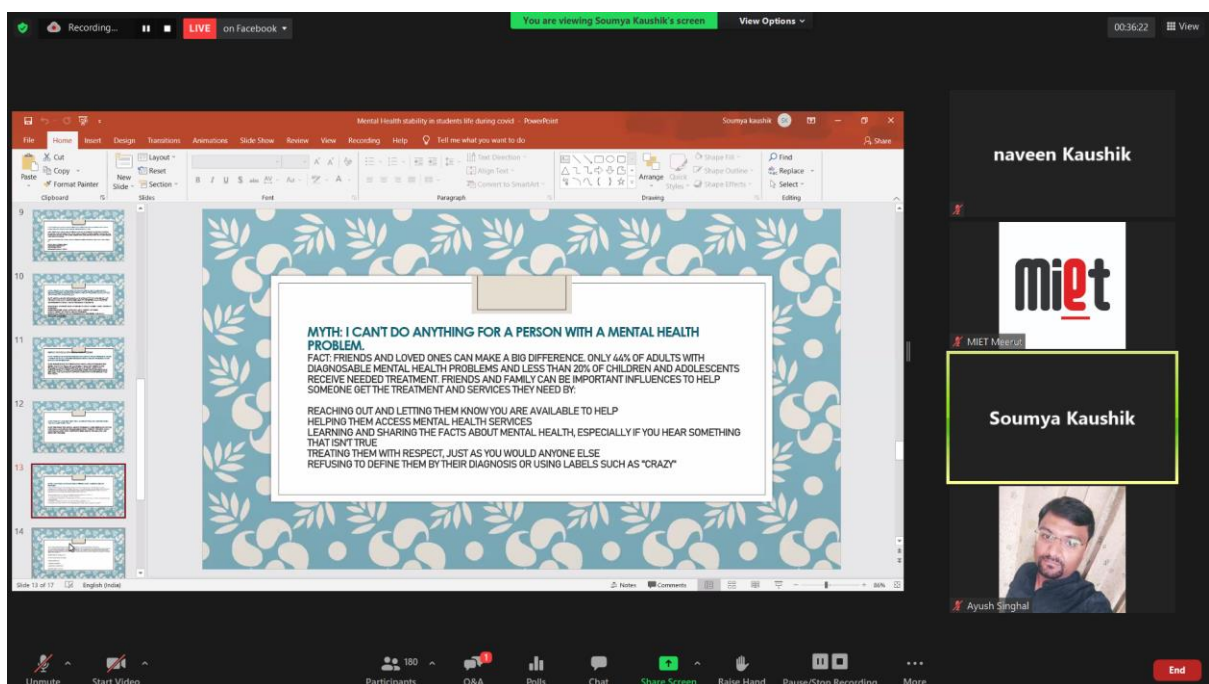 Recording...
LIVE on Facebook
You are viewing Soumya Kaushik's screen
View Options
00:36:22
View
Mental Health stability in students life during covid - PowerPoint
Soumya kaushik
File Home Insert Design Transitions Animations Slide Show Review View Recording Help Tell me what you want to do
Share
Paste
Cut
Copy
Format Painter
Clipboard
New Slide
Layout
Reset
Section
Slides
Font
Text Direction
Align Text
Convert to SmartArt
Paragraph
Arrange
Quick Styles
Shape Fill
Shape Outline
Shape Effects
Drawing
Find
Replace
Select
Editing
9
10
11
12
13
14
MYTH: I CAN'T DO ANYTHING FOR A PERSON WITH A MENTAL HEALTH
PROBLEM.
FACT: FRIENDS AND LOVED ONES CAN MAKE A BIG DIFFERENCE. ONLY 44% OF ADULTS WITH
DIAGNOSABLE MENTAL HEALTH PROBLEMS AND LESS THAN 20% OF CHILDREN AND ADOLESCENTS
RECEIVE NEEDED TREATMENT. FRIENDS AND FAMILY CAN BE IMPORTANT INFLUENCES TO HELP
SOMEONE GET THE TREATMENT AND SERVICES THEY NEED BY:
REACHING OUT AND LETTING THEM KNOW YOU ARE AVAILABLE TO HELP
HELPING THEM ACCESS MENTAL HEALTH SERVICES
LEARNING AND SHARING THE FACTS ABOUT MENTAL HEALTH, ESPECIALLY IF YOU HEAR SOMETHING
THAT ISN'T TRUE
TREATING THEM WITH RESPECT, JUST AS YOU WOULD ANYONE ELSE
REFUSING TO DEFINE THEM BY THEIR DIAGNOSIS OR USING LABELS SUCH AS "CRAZY"
Slide 13 of 17
English (India)
Notes
Comments
86%
naveen Kaushik
miet
MIET Meerut
Soumya Kaushik
Ayush Singhal
Unmute
Start Video
180
Participants
1
Q&A
Polls
Chat
Share Screen
Raise Hand
Pause/Stop Recording
More
End